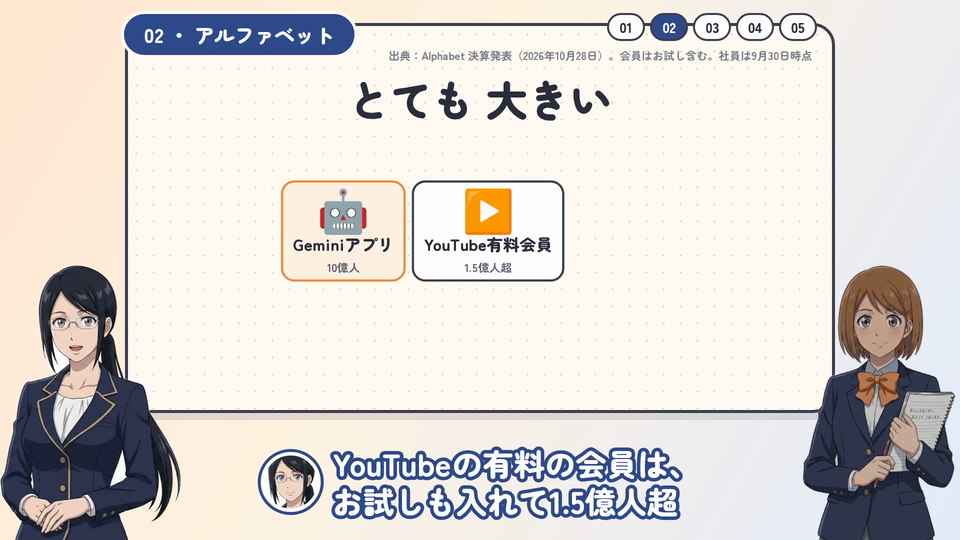 02 ・ アルファベット
01 02 03 04 05
出典：Alphabet 決算発表（2026年10月28日）。会員はお試し含む。社員は9月30日時点
とても 大きい
Geminiアプリ
10億人
YouTube有料会員
1.5億人超
YouTubeの有料の会員は、
お試しも入れて1.5億人超